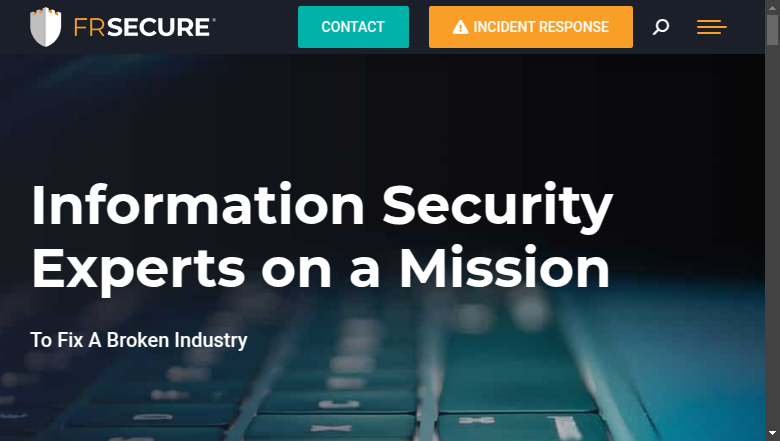 FRSECURE®
CONTACT
INCIDENT RESPONSE
Information Security
Experts on a Mission
To Fix A Broken Industry